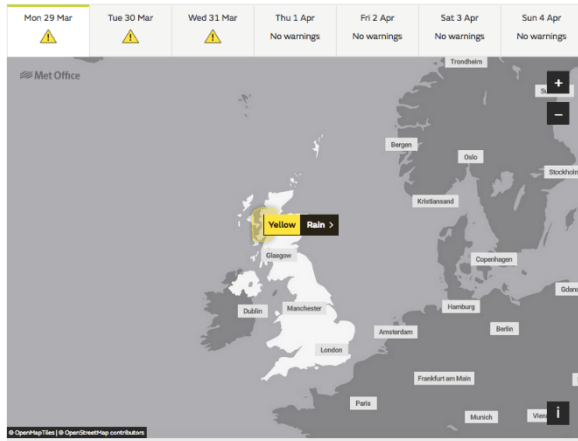 Mon 29 Mar
Tue 30 Mar
Wed 31 Mar
Thu 1 Apr
No warnings
Fri 2 Apr
No warnings
Sat 3 Apr
No warnings
Sun 4 Apr
No warnings
Met Office
Trondheim
+
−
Bergen
Oslo
Stockholm
Kristiansand
Yellow Rain >
Glasgow
Copenhagen
Dublin
Manchester
Hamburg
Berlin
Amsterdam
London
Frankfurt am Main
Paris
Munich
i
© OpenMapTiles | © OpenStreetMap contributors